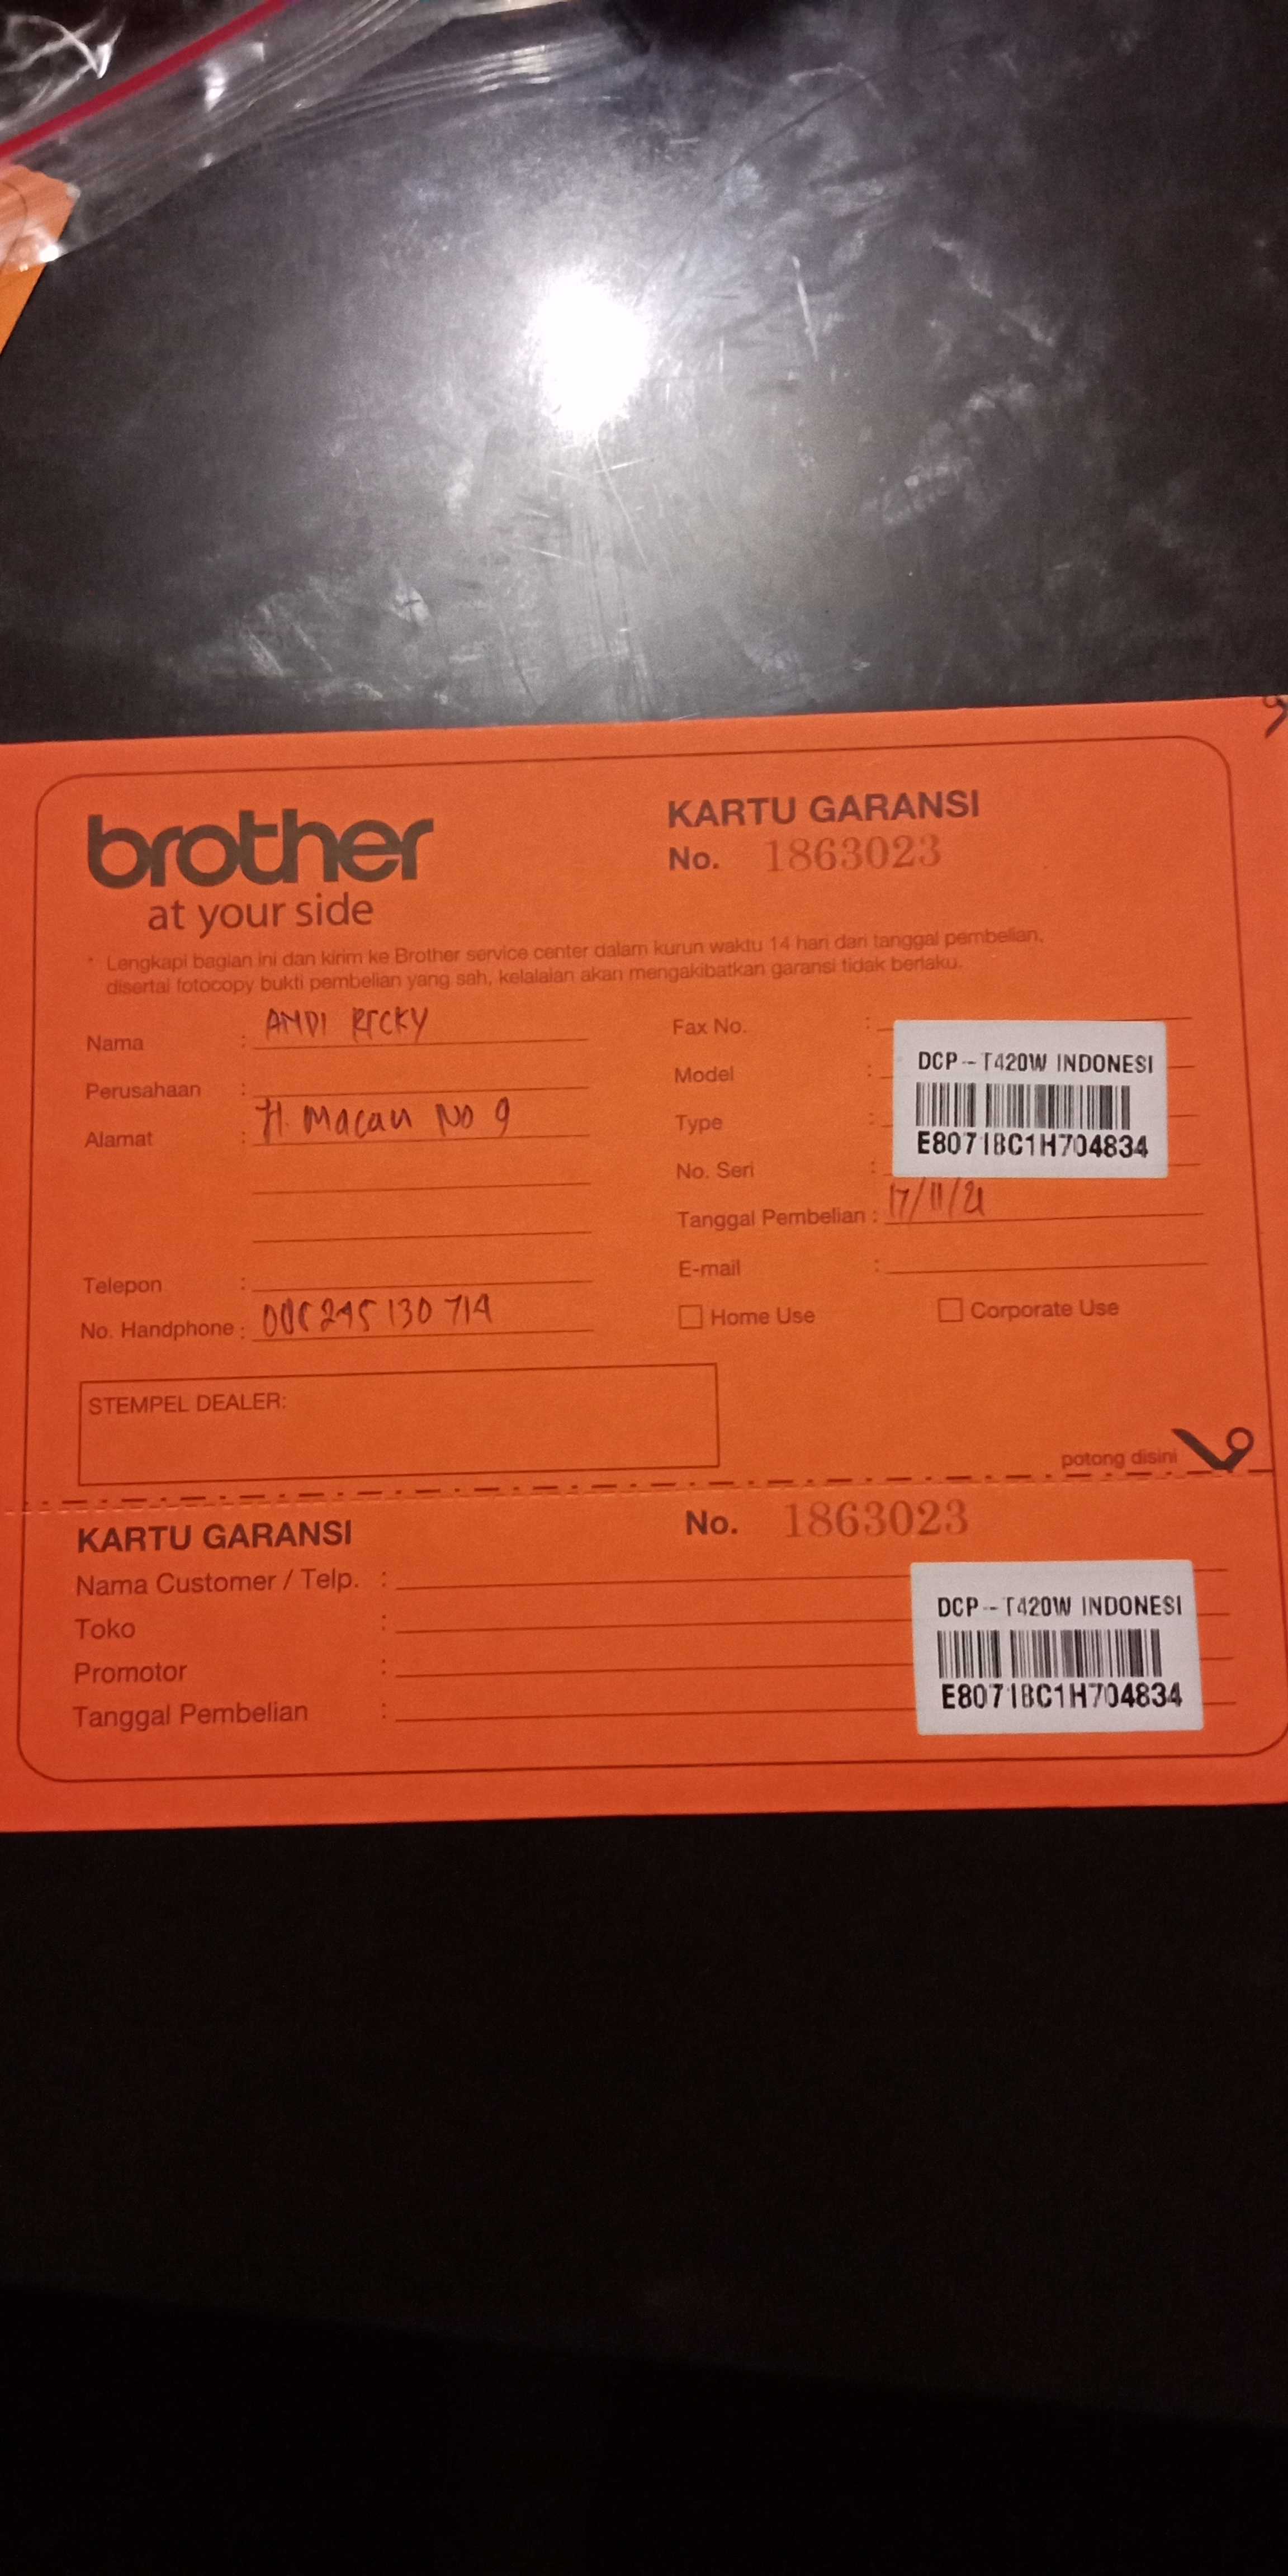 brother
at your side
KARTU GARANSI
No. 1863023
* Lengkapi bagian ini dan kirim ke Brother service center dalam kurun waktu 14 hari dari tanggal pembelian,
disertai fotocopy bukti pembelian yang sah, kelalaian akan mengakibatkan garansi tidak berlaku.
Nama : ANDI RICKY
Perusahaan :
Alamat : Jl. Macan No 9
Telepon :
No. Handphone :
Fax No. :
Model :
Type :
No. Seri :
DCP-T420W INDONESI
E80718C1H704834
Tanggal Pembelian : 17/11/21
E-mail :
Home Use
Corporate Use
STEMPEL DEALER:
potong disini
KARTU GARANSI
No. 1863023
Nama Customer / Telp. :
Toko :
Promotor :
Tanggal Pembelian :
DCP-T420W INDONESI
E80718C1H704834